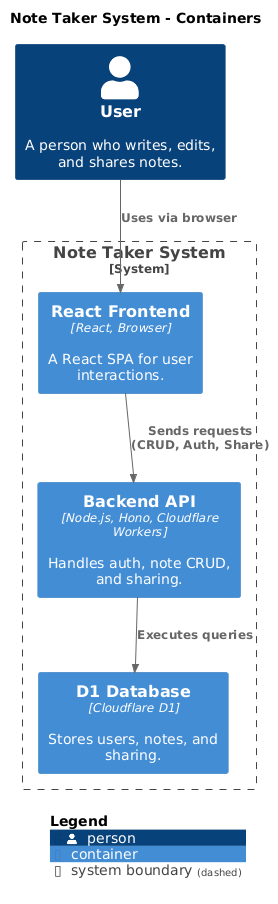 Note Taker System - Containers
User
A person who writes, edits,
and shares notes.
Uses via browser
Note Taker System
[System]
React Frontend
[React, Browser]
A React SPA for user
interactions.
Sends requests
(CRUD, Auth, Share)
Backend API
[Node.js, Hono, Cloudflare
Workers]
Handles auth, note CRUD,
and sharing.
Executes queries
D1 Database
[Cloudflare D1]
Stores users, notes, and
sharing.
Legend
person
container
system boundary (dashed)